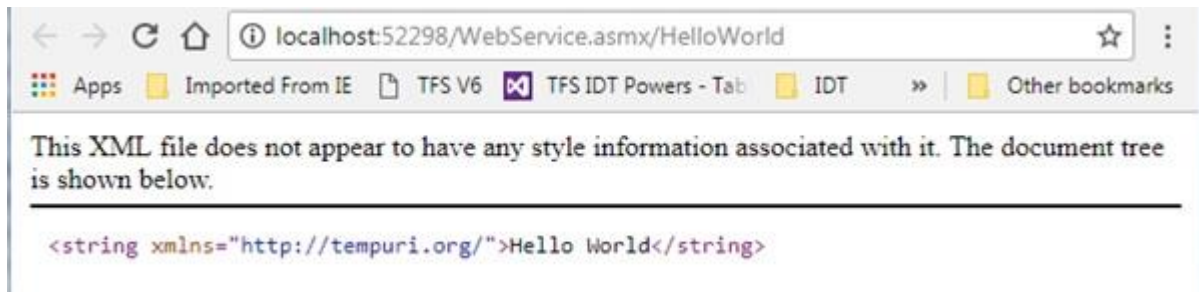 localhost:52298/WebService.asmx/HelloWorld
Apps Imported From IE TFS V6 TFS IDT Powers - Tab IDT » Other bookmarks
This XML file does not appear to have any style information associated with it. The document tree
is shown below.
<string xmlns="http://tempuri.org/">Hello World</string>